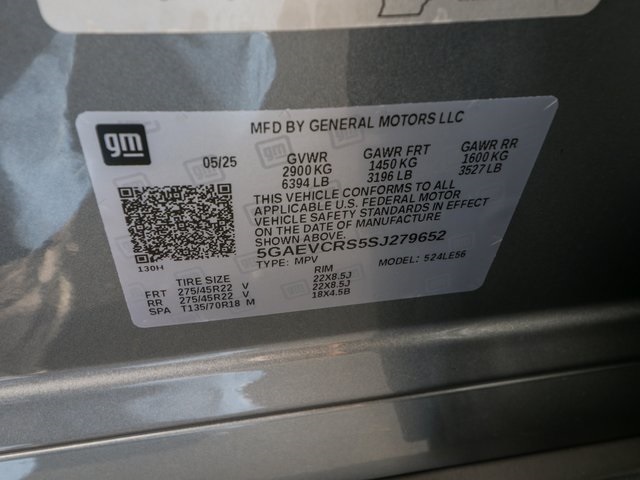 gm
MFD BY GENERAL MOTORS LLC
05/25 GVWR GAWR FRT GAWR RR
2900 KG 1450 KG 1600 KG
6394 LB 3196 LB 3527 LB
THIS VEHICLE CONFORMS TO ALL
APPLICABLE U.S. FEDERAL MOTOR
VEHICLE SAFETY STANDARDS IN EFFECT
ON THE DATE OF MANUFACTURE
SHOWN ABOVE.
5GAEVCRS5SJ279652
130H TYPE: MPV MODEL: 524LE56
TIRE SIZE RIM
FRT 275/45R22 V 22X8.5J
RR 275/45R22 V 22X8.5J
SPA T135/70R18 M 18X4.5B